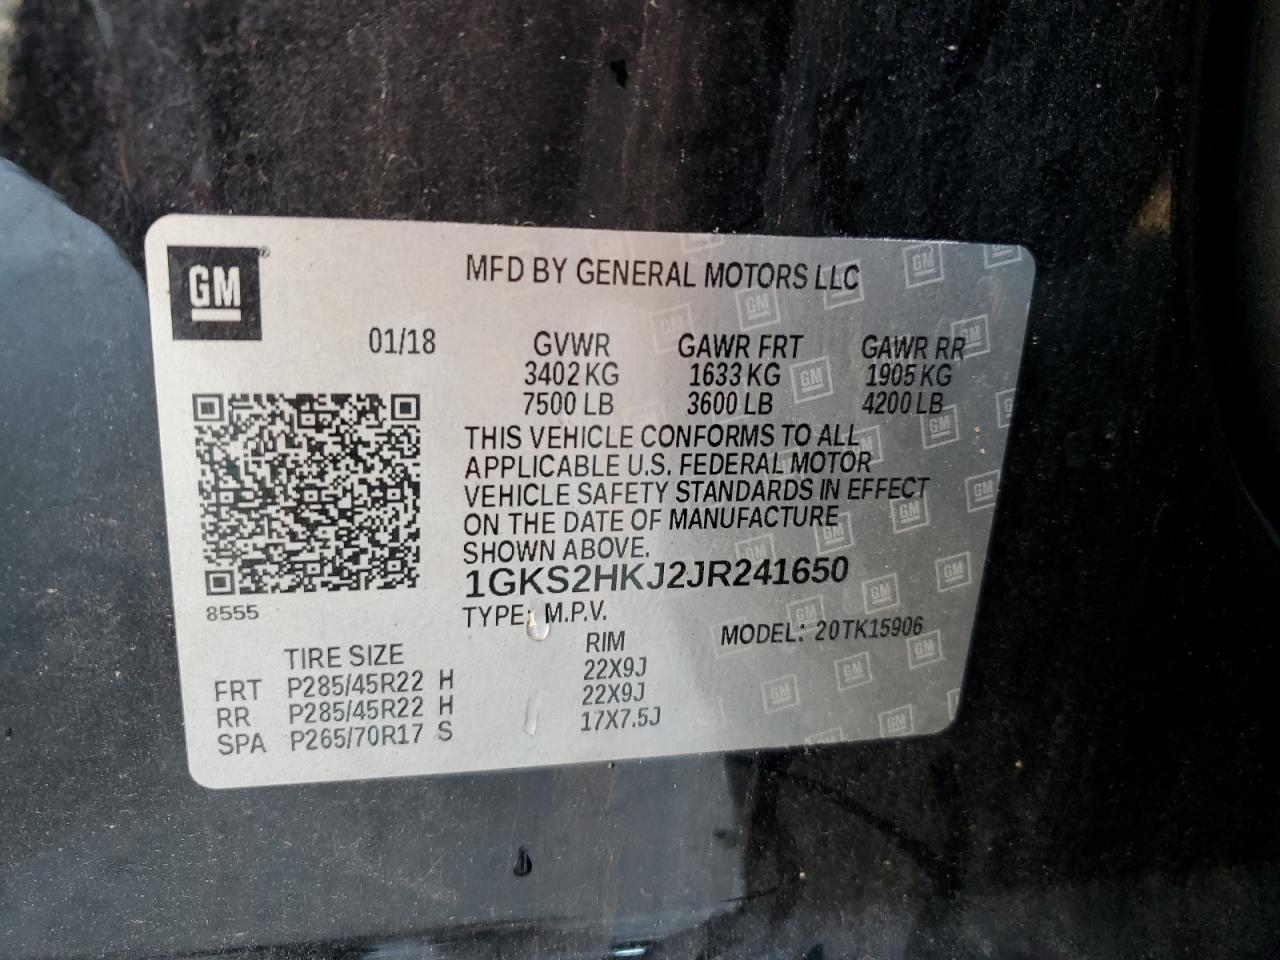 GM
MFD BY GENERAL MOTORS LLC
01/18
GVWR GAWR FRT GAWR RR
3402 KG 1633 KG 1905 KG
7500 LB 3600 LB 4200 LB
THIS VEHICLE CONFORMS TO ALL
APPLICABLE U.S. FEDERAL MOTOR
VEHICLE SAFETY STANDARDS IN EFFECT
ON THE DATE OF MANUFACTURE
SHOWN ABOVE.
1GKS2HKJ2JR241650
8555
TYPE: M.P.V.
MODEL: 20TK15906
TIRE SIZE RIM
FRT P285/45R22 H 22X9J
RR P285/45R22 H 22X9J
SPA P265/70R17 S 17X7.5J